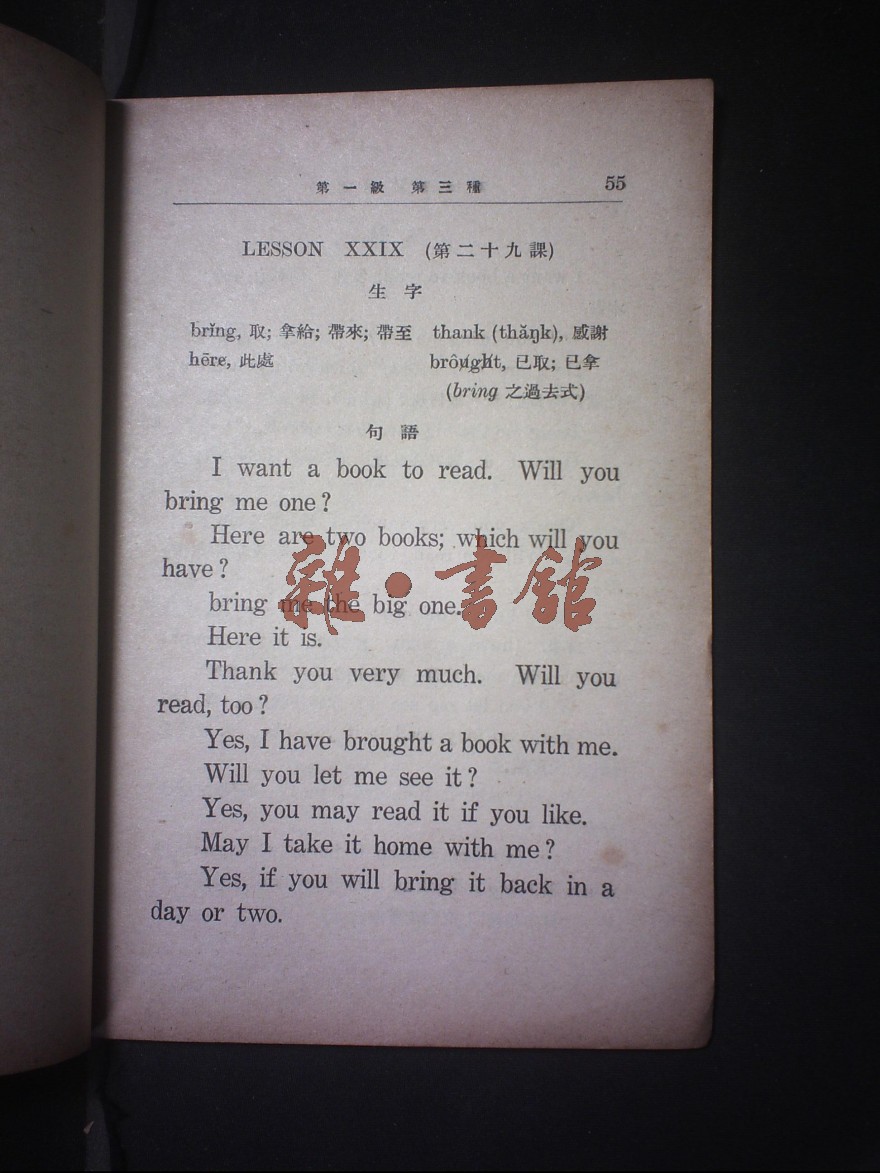 第一級 第三種 55
LESSON XXIX (第二十九課)
生字
brĭng, 取; 拿給; 帶來; 帶至 thank (thăŋk), 感謝
hēre, 此處 brôught, 已取; 已拿
(bring 之過去式)
句語
I want a book to read. Will you
bring me one?
Here are two books; which will you
have?
bring me the big one.
Here it is.
Thank you very much. Will you
read, too?
Yes, I have brought a book with me.
Will you let me see it?
Yes, you may read it if you like.
May I take it home with me?
Yes, if you will bring it back in a
day or two.
雜·書館